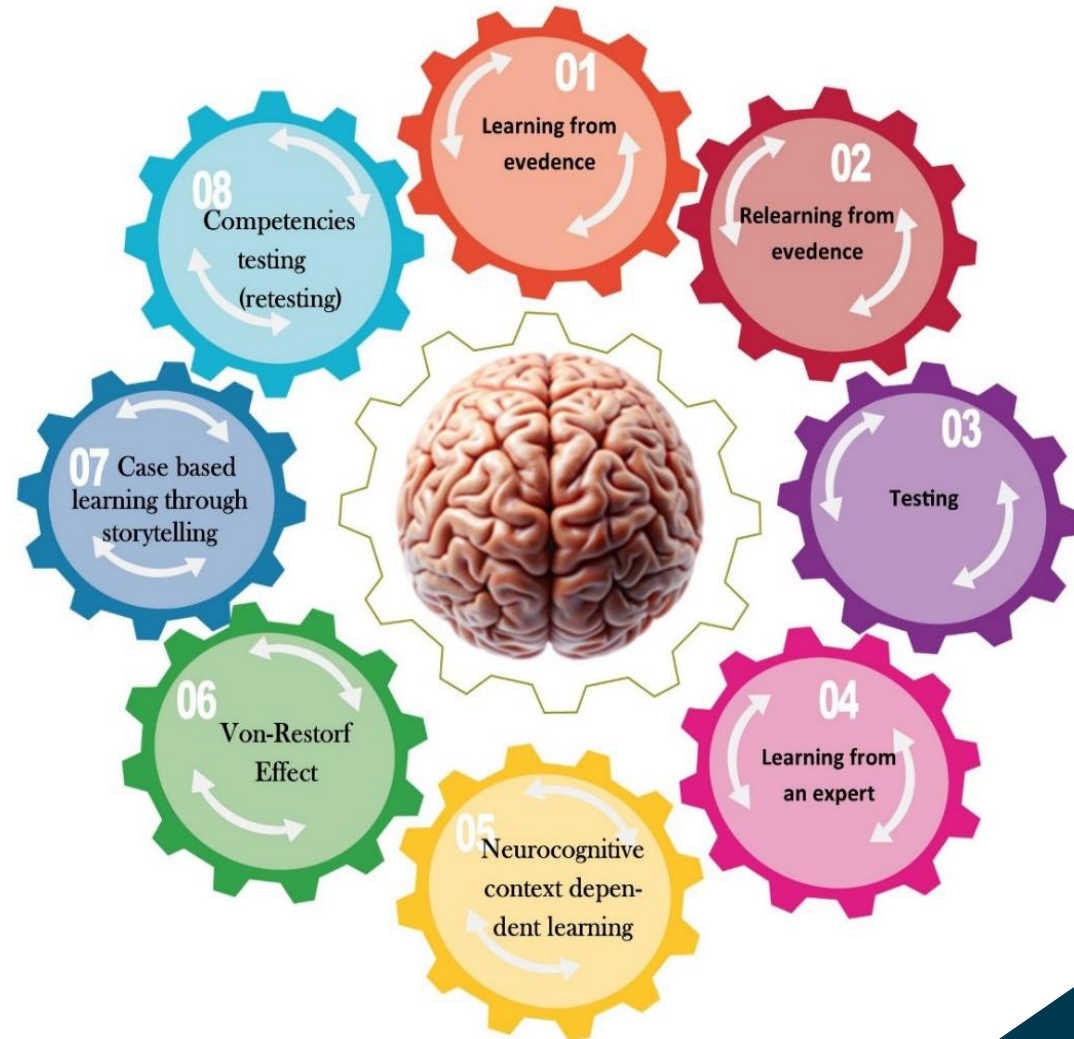 01
Learning from
evedence
02
Relearning from
evedence
03
Testing
04
Learning from
an expert
05
Neurocognitive
context depen-
dent learning
06
Von-Restorf
Effect
07 Case based
learning through
storytelling
08
Competencies
testing
(retesting)